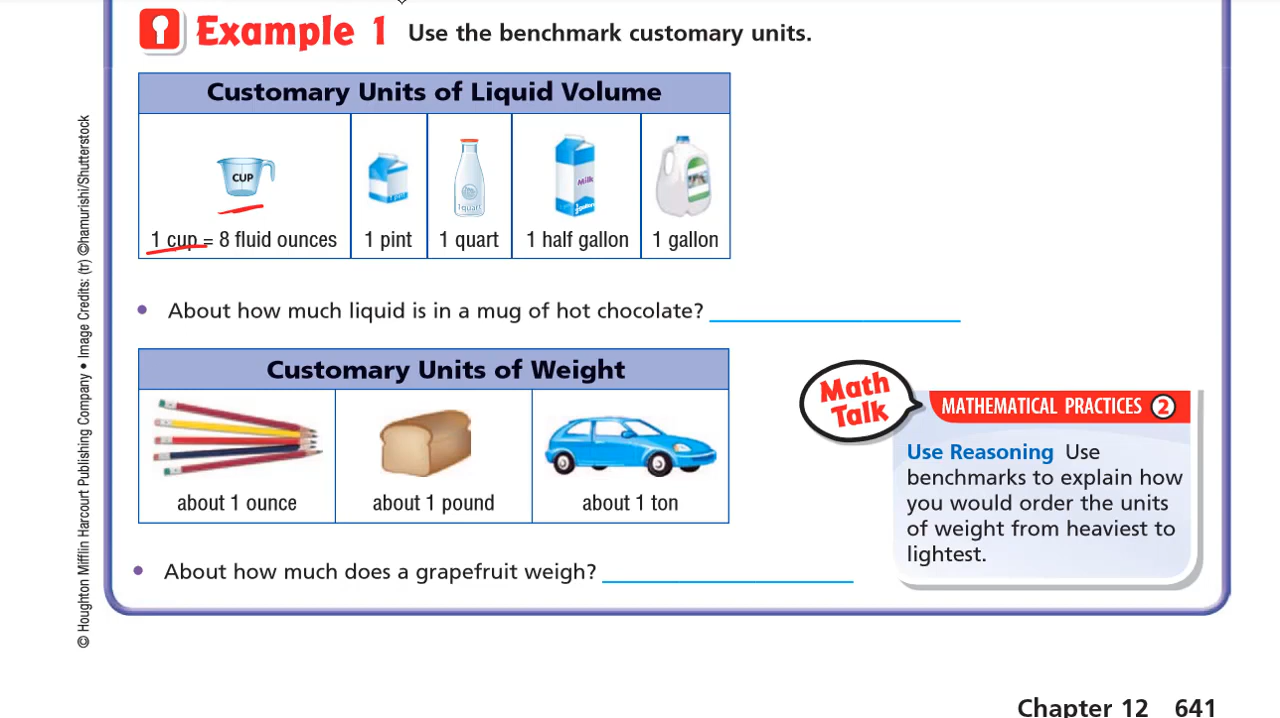 Example 1 Use the benchmark customary units.
Customary Units of Liquid Volume
CUP
Milk
1 quart
1 cup = 8 fluid ounces
1 pint
1 quart
1 half gallon
1 gallon
• About how much liquid is in a mug of hot chocolate?
Customary Units of Weight
about 1 ounce
about 1 pound
about 1 ton
• About how much does a grapefruit weigh?
Math
Talk
MATHEMATICAL PRACTICES 2
Use Reasoning Use
benchmarks to explain how
you would order the units
of weight from heaviest to
lightest.
© Houghton Mifflin Harcourt Publishing Company • Image Credits: (tr) ©hamurishi/Shutterstock
Chapter 12 641